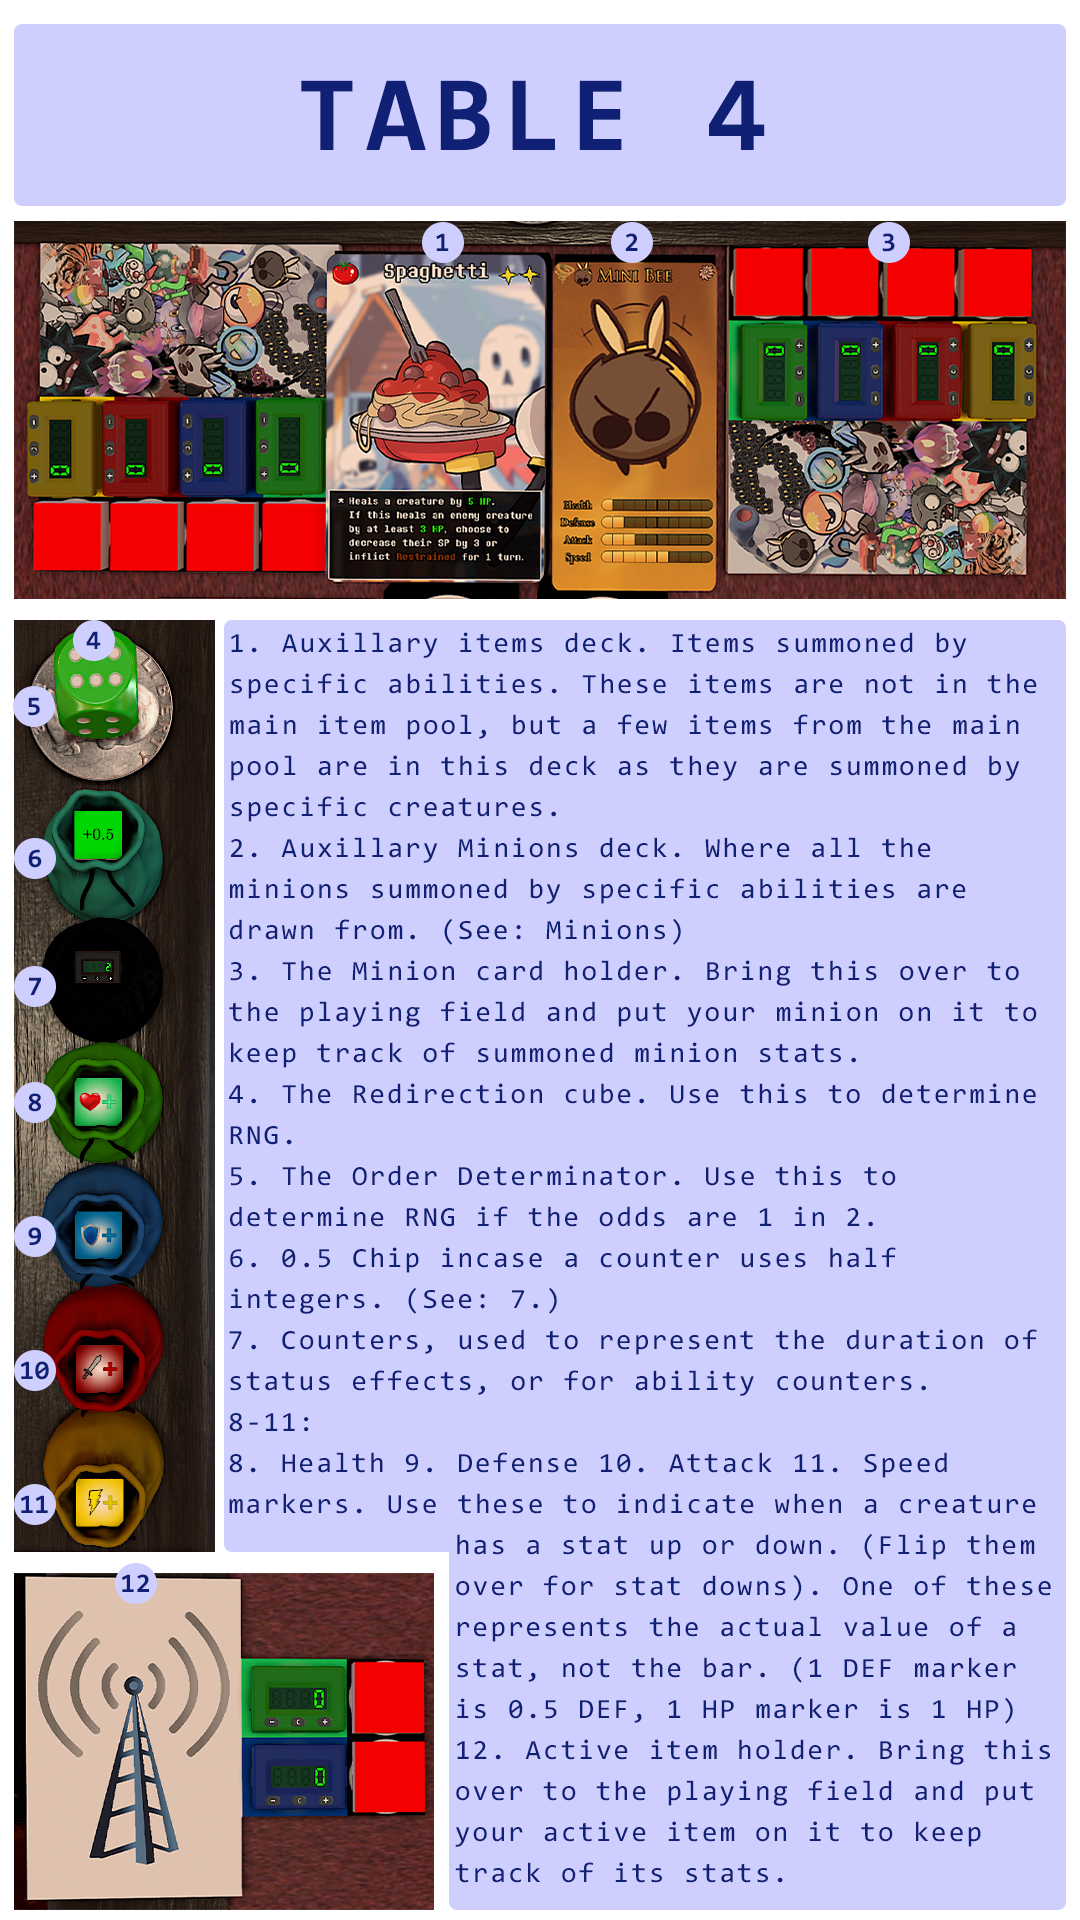 TABLE 4
1
2
3
Spaghetti
MINI BEE
* Heals a creature by 5 HP.
If this heals an enemy creature
by at least 3 HP, choose to
decrease their SP by 3 or
inflict Restrained for 1 turn.
Health
Defense
Attack
Speed
4
5
6
+0.5
7
2
8
9
10
11
1. Auxillary items deck. Items summoned by
specific abilities. These items are not in the
main item pool, but a few items from the main
pool are in this deck as they are summoned by
specific creatures.
2. Auxillary Minions deck. Where all the
minions summoned by specific abilities are
drawn from. (See: Minions)
3. The Minion card holder. Bring this over to
the playing field and put your minion on it to
keep track of summoned minion stats.
4. The Redirection cube. Use this to determine
RNG.
5. The Order Determinator. Use this to
determine RNG if the odds are 1 in 2.
6. 0.5 Chip incase a counter uses half
integers. (See: 7.)
7. Counters, used to represent the duration of
status effects, or for ability counters.
8-11:
8. Health 9. Defense 10. Attack 11. Speed
markers. Use these to indicate when a creature
has a stat up or down. (Flip them
over for stat downs). One of these
represents the actual value of a
stat, not the bar. (1 DEF marker
is 0.5 DEF, 1 HP marker is 1 HP)
12. Active item holder. Bring this
over to the playing field and put
your active item on it to keep
track of its stats.
12
0
- C +
0
- C +